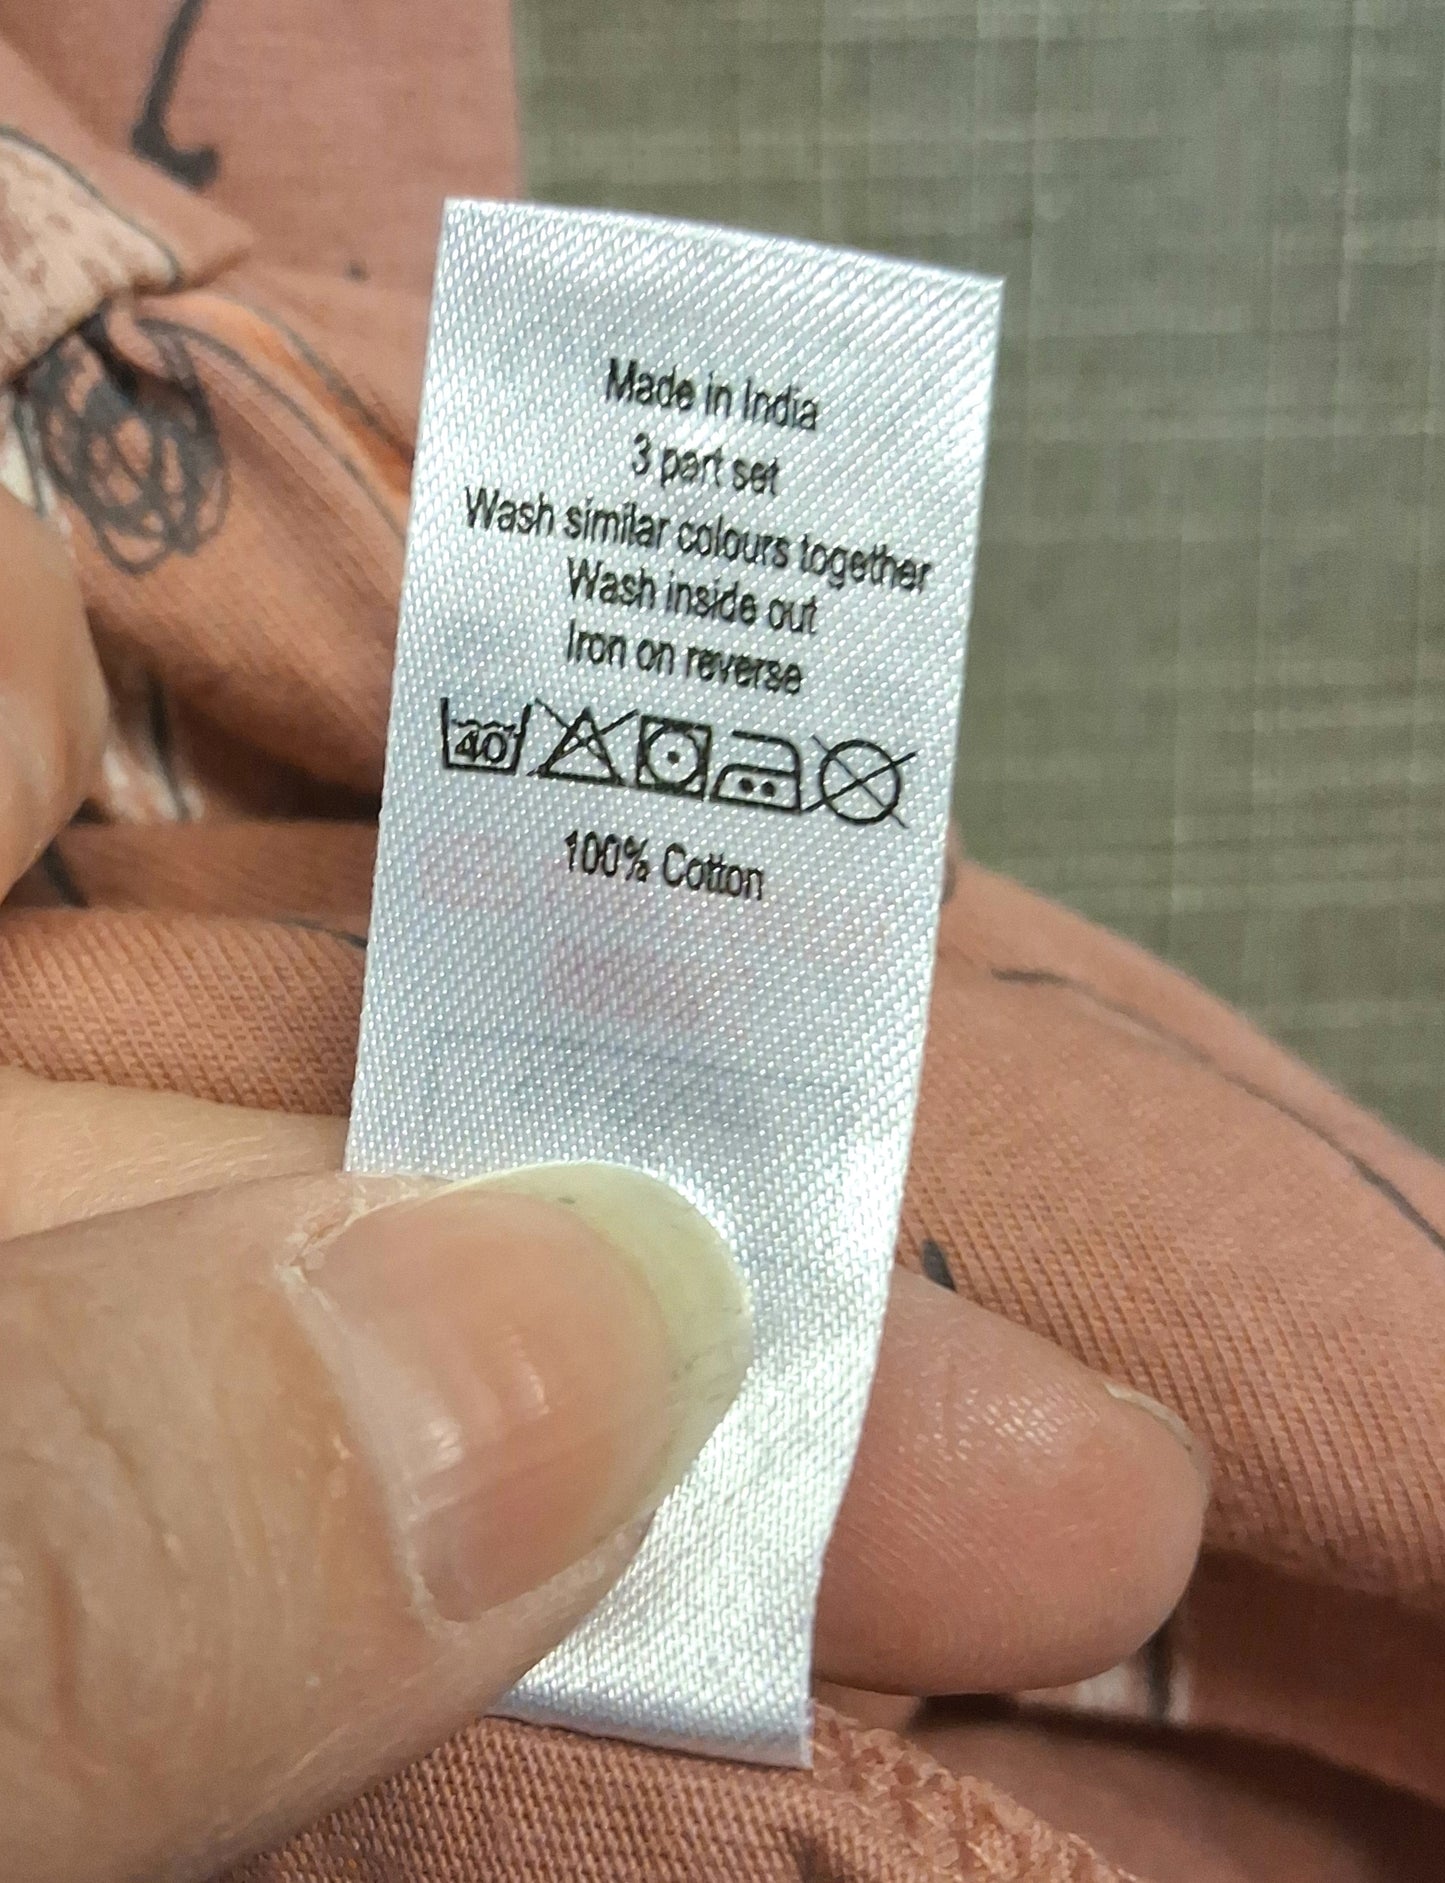 Made in India
3 part set
Wash similar colours together
Wash inside out
Iron on reverse
40
100% Cotton